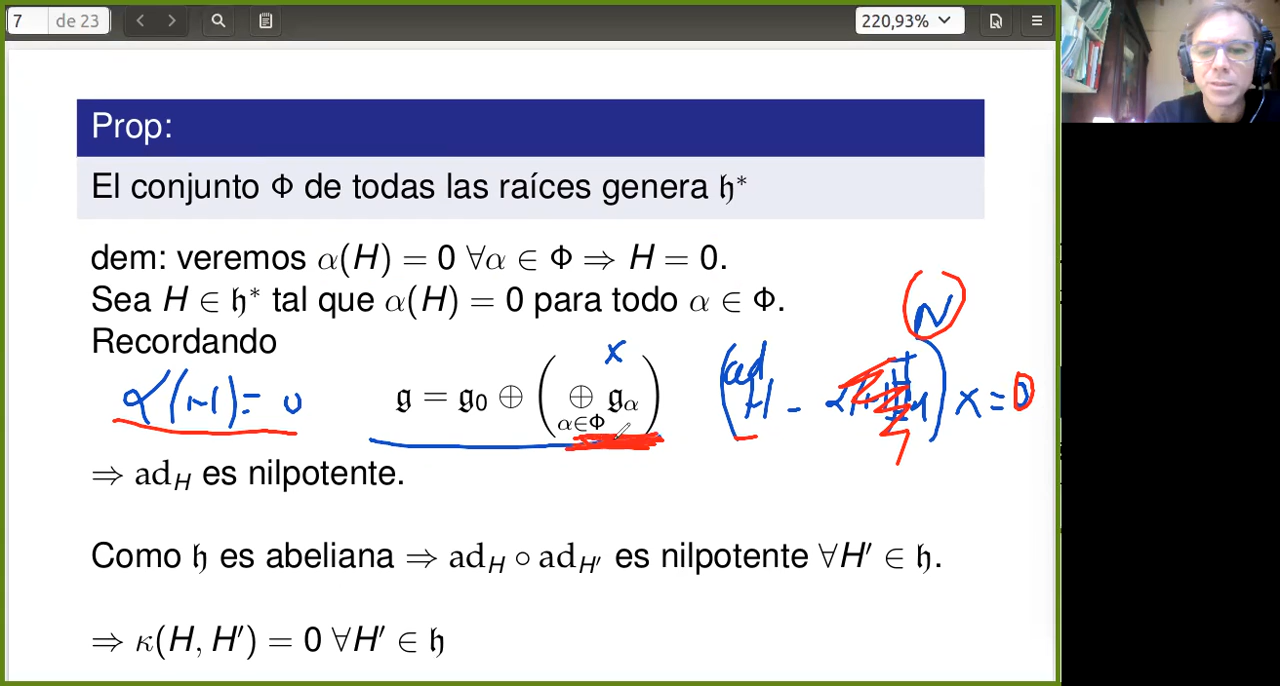 7 de 23 220,93%
Prop:
El conjunto Φ de todas las raíces genera 𝔥*
dem: veremos α(H) = 0 ∀α ∈ Φ ⇒ H = 0.
Sea H ∈ 𝔥* tal que α(H) = 0 para todo α ∈ Φ.
Recordando
α(H) = 0
𝔤 = 𝔤₀ ⊕ ( ⊕ 𝔤_α )
α∈Φ
x
N
(ad H - ) x = 0
⇒ ad_H es nilpotente.
Como 𝔥 es abeliana ⇒ ad_H ∘ ad_H′ es nilpotente ∀H′ ∈ 𝔥.
⇒ κ(H, H′) = 0 ∀H′ ∈ 𝔥